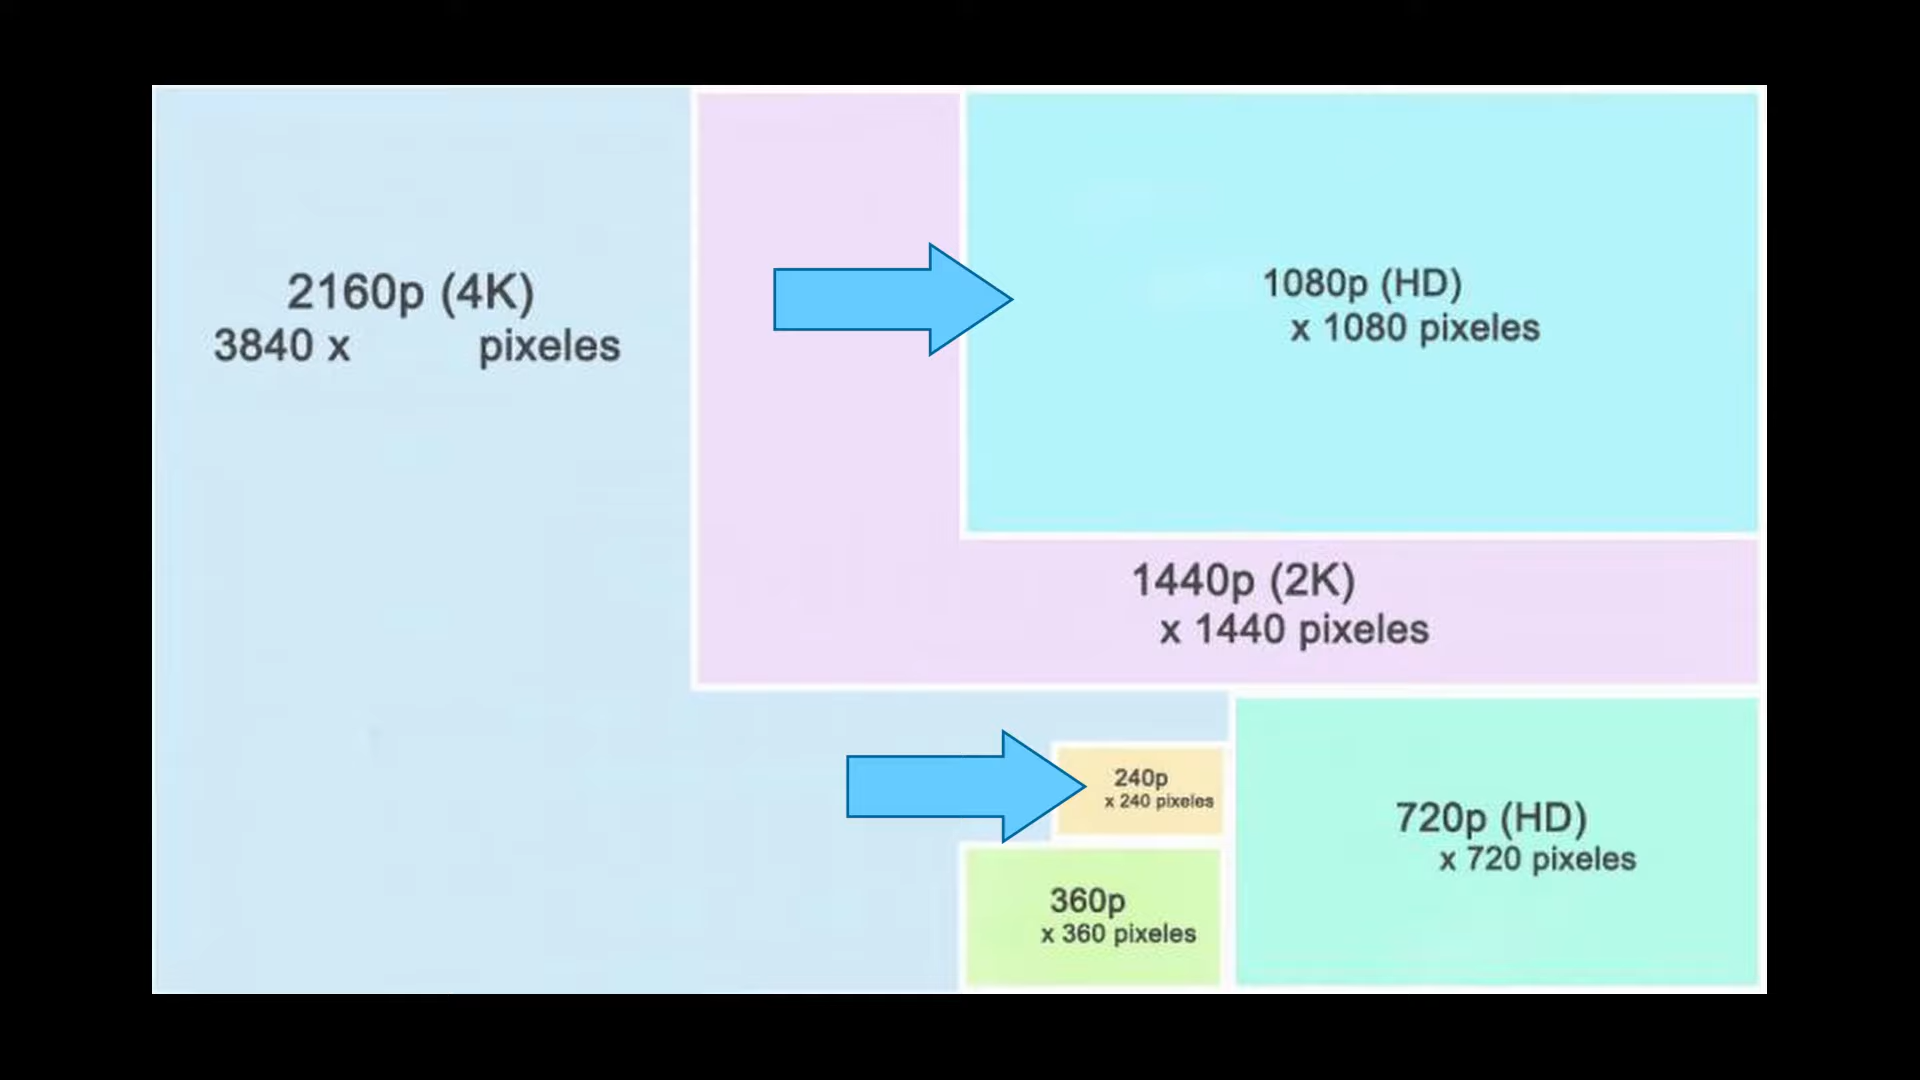 2160p (4K)
3840 x pixeles
1080p (HD)
x 1080 pixeles
1440p (2K)
x 1440 pixeles
240p
x 240 pixeles
720p (HD)
x 720 pixeles
360p
x 360 pixeles